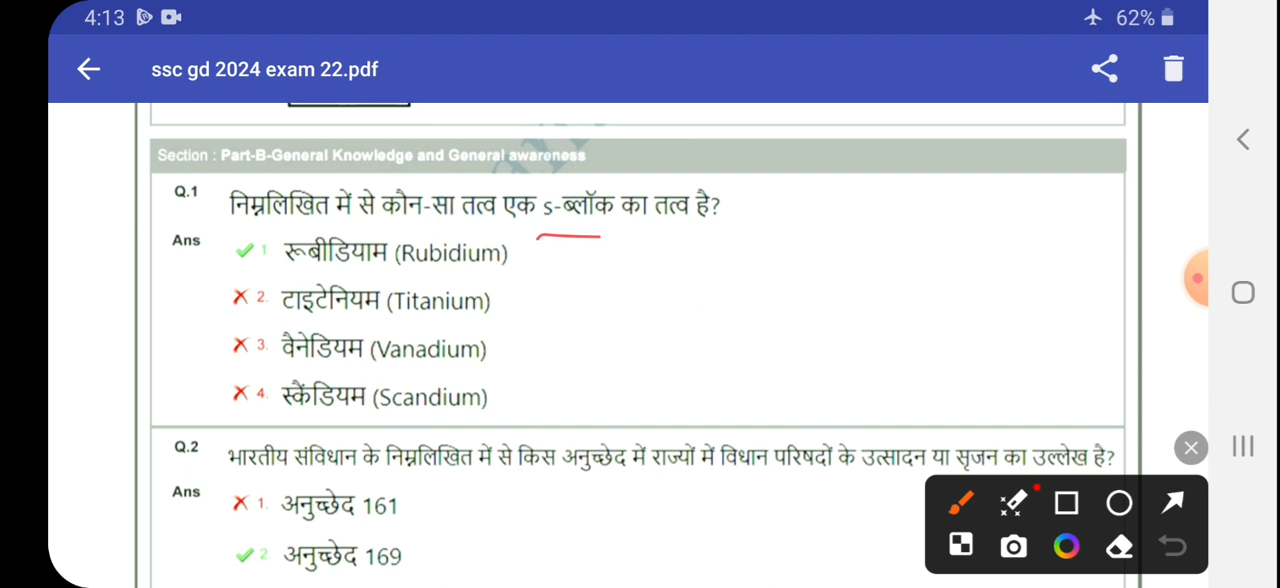 4:13 62%
ssc gd 2024 exam 22.pdf
Section : Part-B-General Knowledge and General awareness
Q.1 निम्नलिखित में से कौन-सा तत्व एक s-ब्लॉक का तत्व है?
Ans 1 रूबीडियाम (Rubidium)
2. टाइटेनियम (Titanium)
3. वैनेडियम (Vanadium)
4. स्कैंडियम (Scandium)
Q.2 भारतीय संविधान के निम्नलिखित में से किस अनुच्छेद में राज्यों में विधान परिषदों के उत्सादन या सृजन का उल्लेख है?
Ans 1. अनुच्छेद 161
2 अनुच्छेद 169